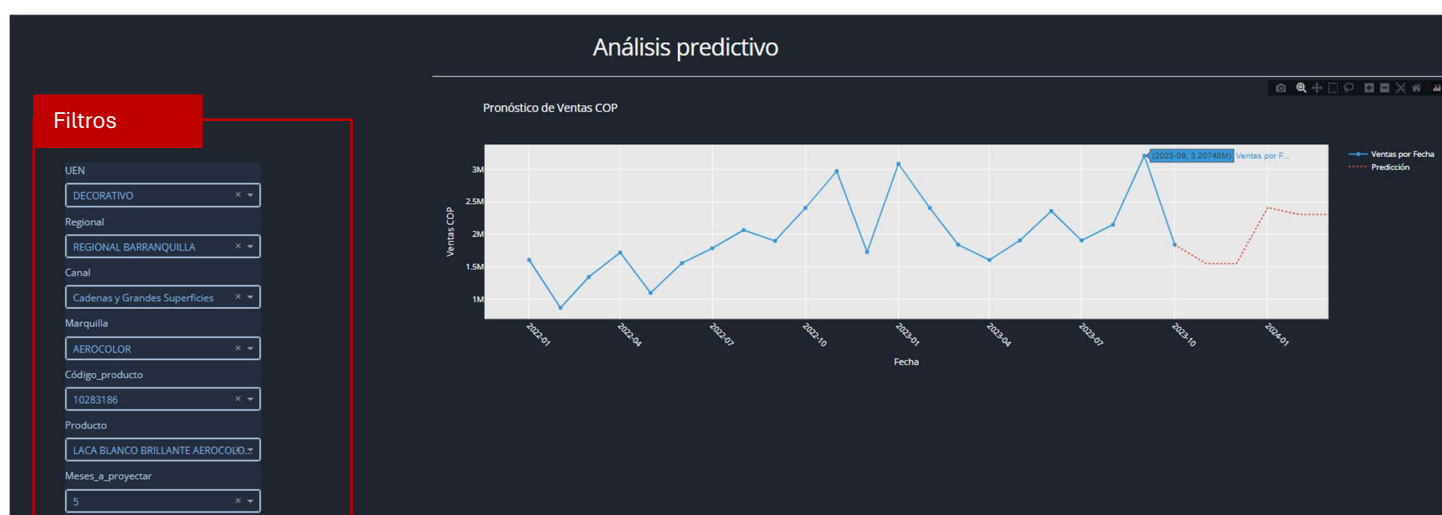 Análisis predictivo
Filtros
UEN
DECORATIVO
Regional
REGIONAL BARRANQUILLA
Canal
Cadenas y Grandes Superficies
Marquilla
AEROCOLOR
Código_producto
10283186
Producto
LACA BLANCO BRILLANTE AEROCOLO...
Meses_a_proyectar
5
Pronóstico de Ventas COP
Ventas COP
3M
2.5M
2M
1.5M
1M
(2023-09, 3.20748M) Ventas por F...
2022-01
2022-04
2022-07
2022-10
2023-01
2023-04
2023-07
2023-10
2024-01
Fecha
Ventas por Fecha
Predicción